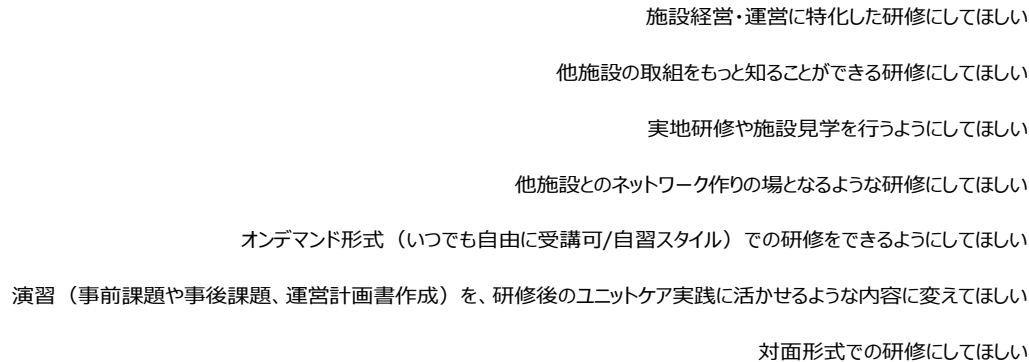 施設経営・運営に特化した研修にしてほしい
他施設の取組をもっと知ることができる研修にしてほしい
実地研修や施設見学を行うようにしてほしい
他施設とのネットワーク作りの場となるような研修にしてほしい
オンデマンド形式（いつでも自由に受講可/自習スタイル）での研修をできるようにしてほしい
演習（事前課題や事後課題、運営計画書作成）を、研修後のユニットケア実践に活かせるような内容に変えてほしい
対面形式での研修にしてほしい